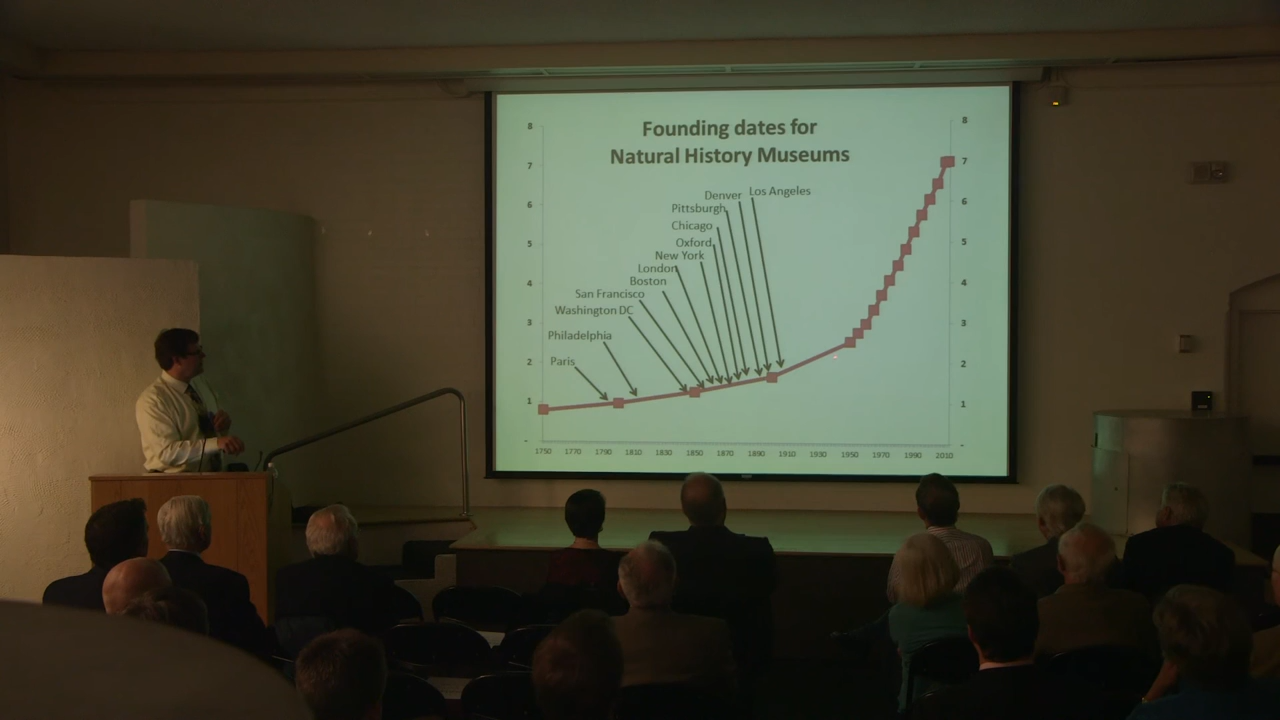 Founding dates for
Natural History Museums
8
7
6
5
4
3
2
1
-
8
7
6
5
4
3
2
1
-
Denver
Los Angeles
Pittsburgh
Chicago
Oxford
New York
London
Boston
San Francisco
Washington DC
Philadelphia
Paris
1750 1770 1790 1810 1830 1850 1870 1890 1910 1930 1950 1970 1990 2010